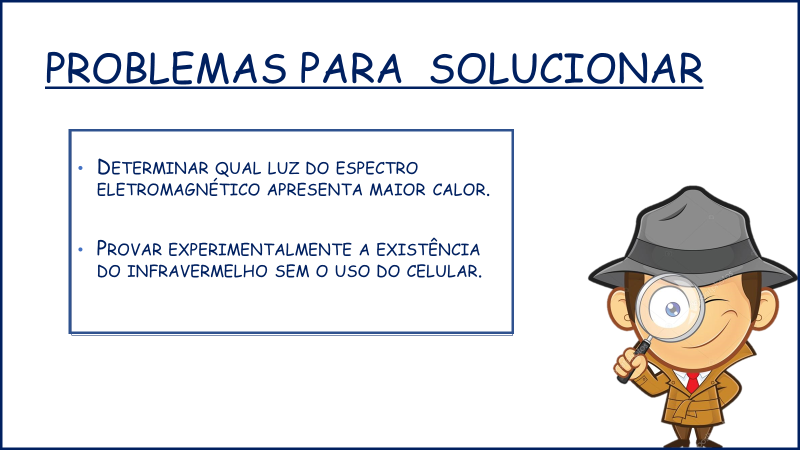 PROBLEMAS PARA SOLUCIONAR
• DETERMINAR QUAL LUZ DO ESPECTRO
ELETROMAGNÉTICO APRESENTA MAIOR CALOR.
• PROVAR EXPERIMENTALMENTE A EXISTÊNCIA
DO INFRAVERMELHO SEM O USO DO CELULAR.